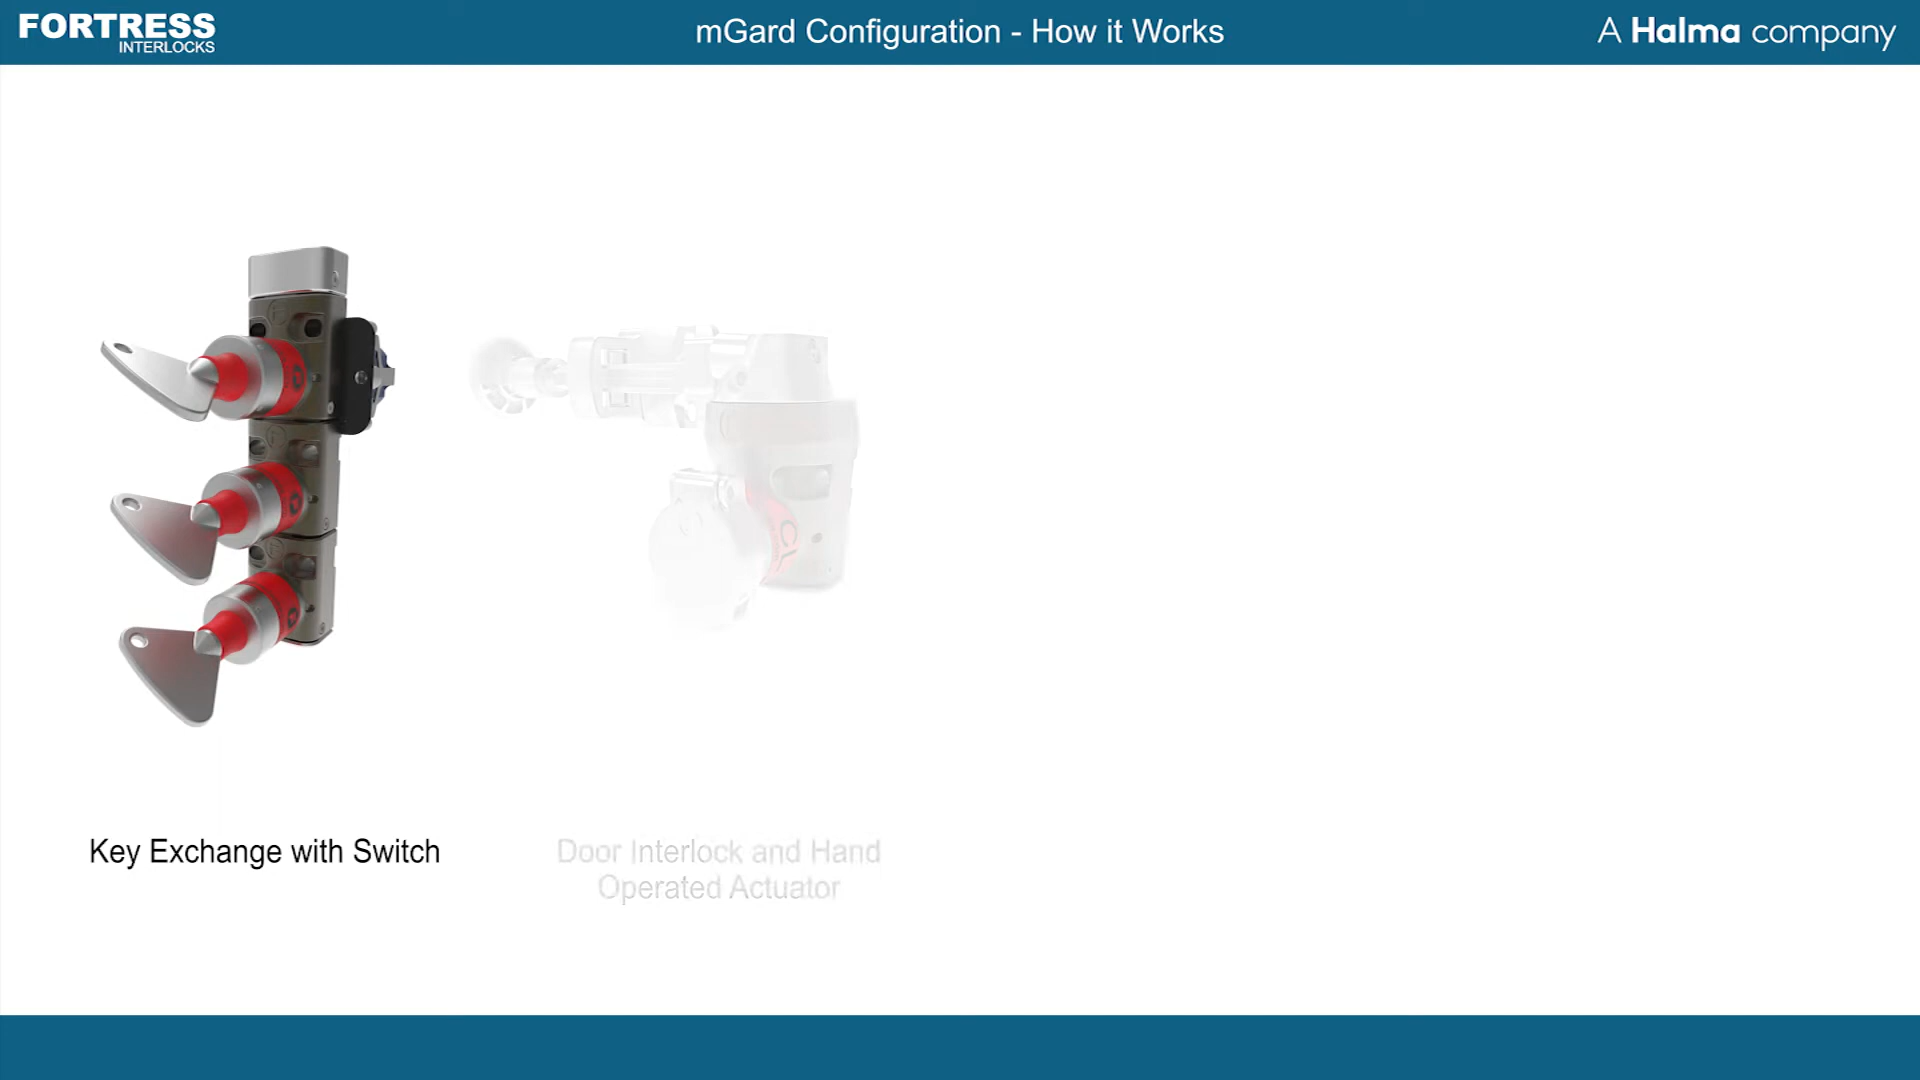 FORTRESS
INTERLOCKS
mGard Configuration - How it Works
A Halma company
CL
Key Exchange with Switch
Door Interlock and Hand
Operated Actuator